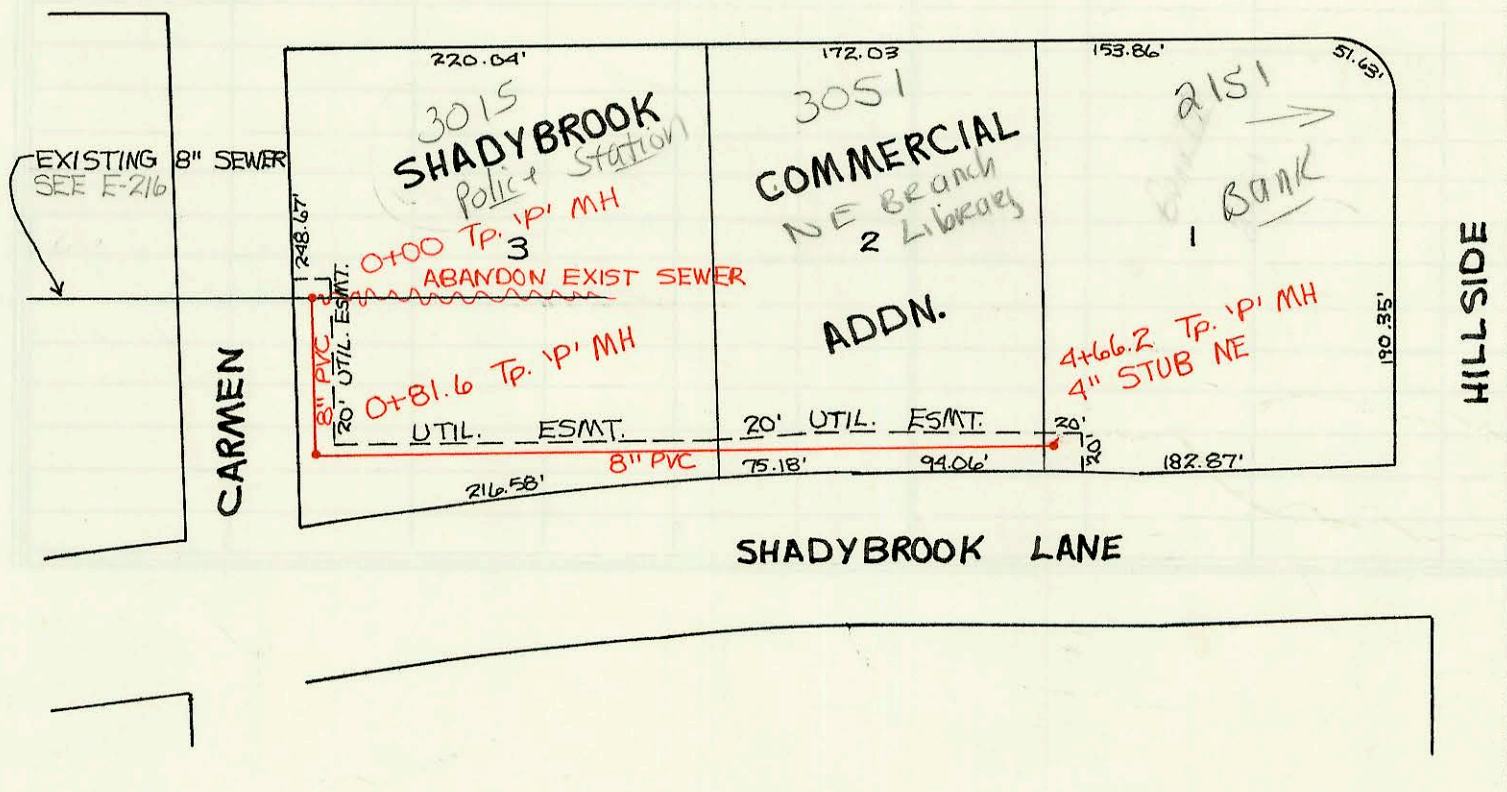 220.04'
172.03
153.86'
51.63'
3015
3051
2151
SHADYBROOK
COMMERCIAL
ADDN.
Police Station
NE Branch
Library
Bank
EXISTING 8" SEWER
SEE E-216
248.67'
0+00 Tp. 'P' MH
3
2
1
ABANDON EXIST SEWER
8" PVC
20' UTIL. ESMT.
0+81.6 Tp. 'P' MH
4+66.2 Tp. 'P' MH
4" STUB NE
190.35'
HILLSIDE
CARMEN
UTIL. ESMT.
20' UTIL. ESMT.
20'
20'
8" PVC
75.18'
94.06'
182.87'
216.58'
SHADYBROOK LANE